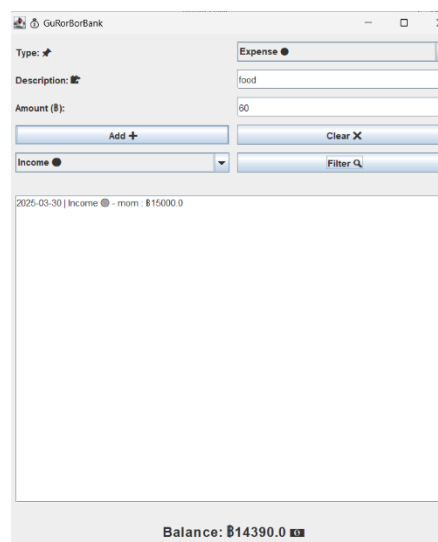 GuRorBorBank
Type: 📌 Expense ⚫
Description: food
Amount (฿): 60
Add ➕ Clear ✕
Income ⚫ Filter 🔍
2025-03-30 | Income ⚫ - mom : ฿15000.0
Balance: ฿14390.0 💵